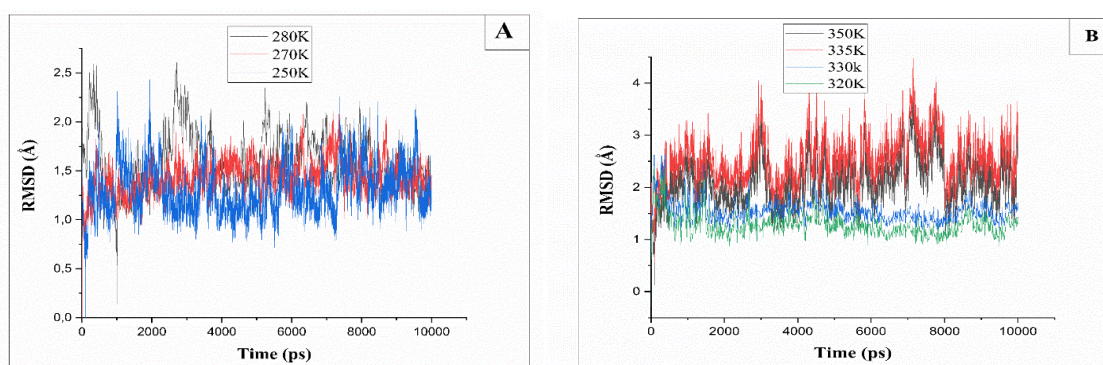 A
280K
270K
250K
2,5
2,0
1,5
1,0
0,5
0,0
RMSD (Å)
0 2000 4000 6000 8000 10000
Time (ps)
B
350K
335K
330k
320K
4
3
2
1
0
RMSD (Å)
0 2000 4000 6000 8000 10000
Time (ps)